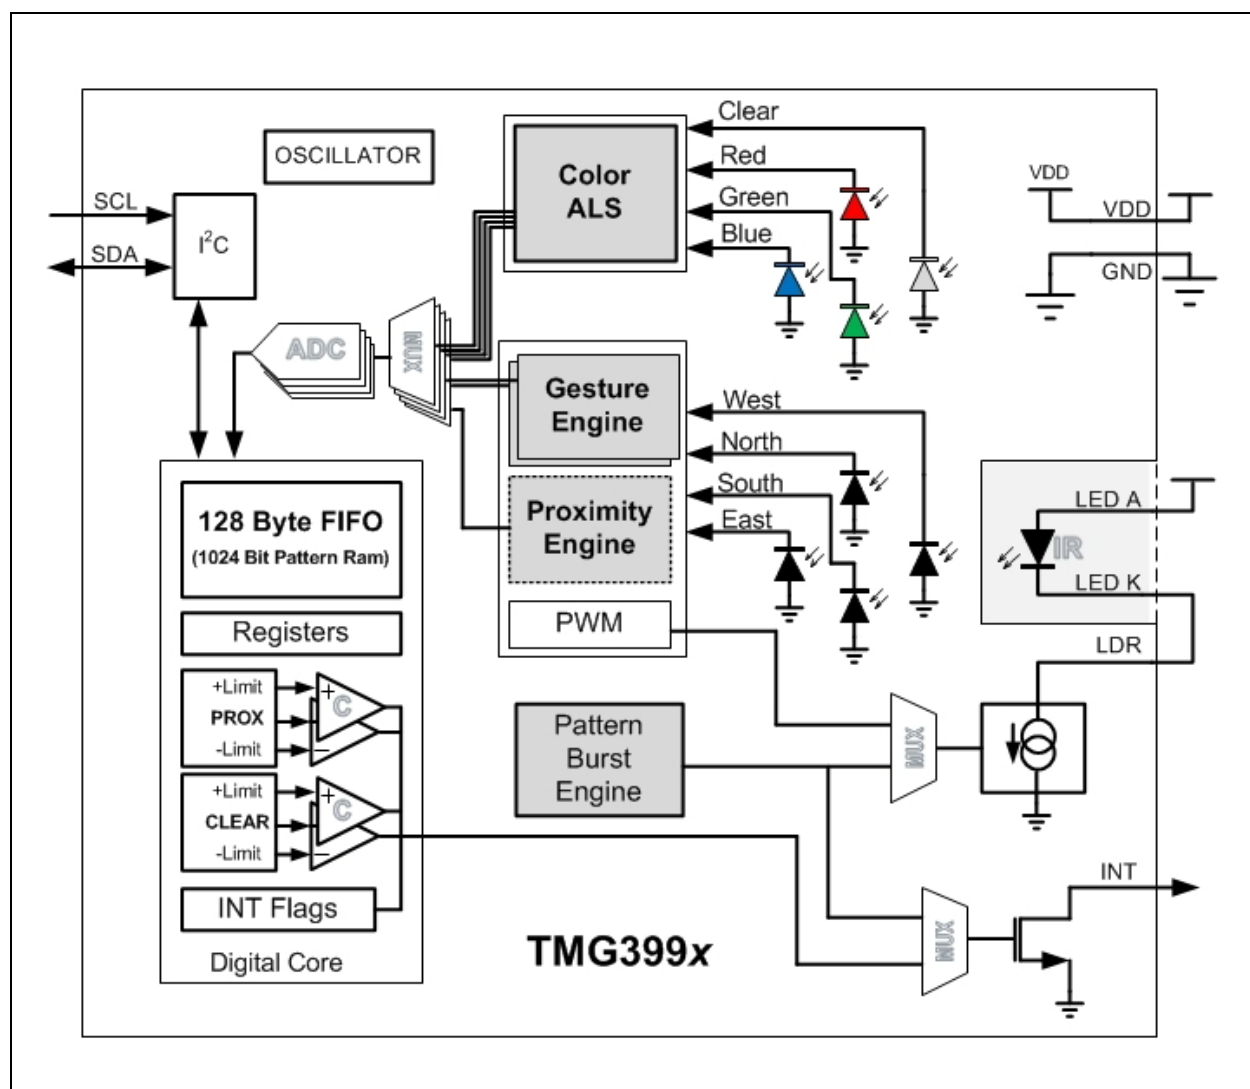 OSCILLATOR
SCL
SDA
I²C
Color
ALS
Clear
Red
Green
Blue
VDD
VDD
GND
ADC
MUX
Gesture
Engine
Proximity
Engine
PWM
West
North
South
East
LED A
IR
LED K
LDR
128 Byte FIFO
(1024 Bit Pattern Ram)
Registers
+Limit
PROX
-Limit
+
C
−
+Limit
CLEAR
-Limit
+
C
−
INT Flags
Digital Core
Pattern
Burst
Engine
MUX
MUX
INT
TMG399x